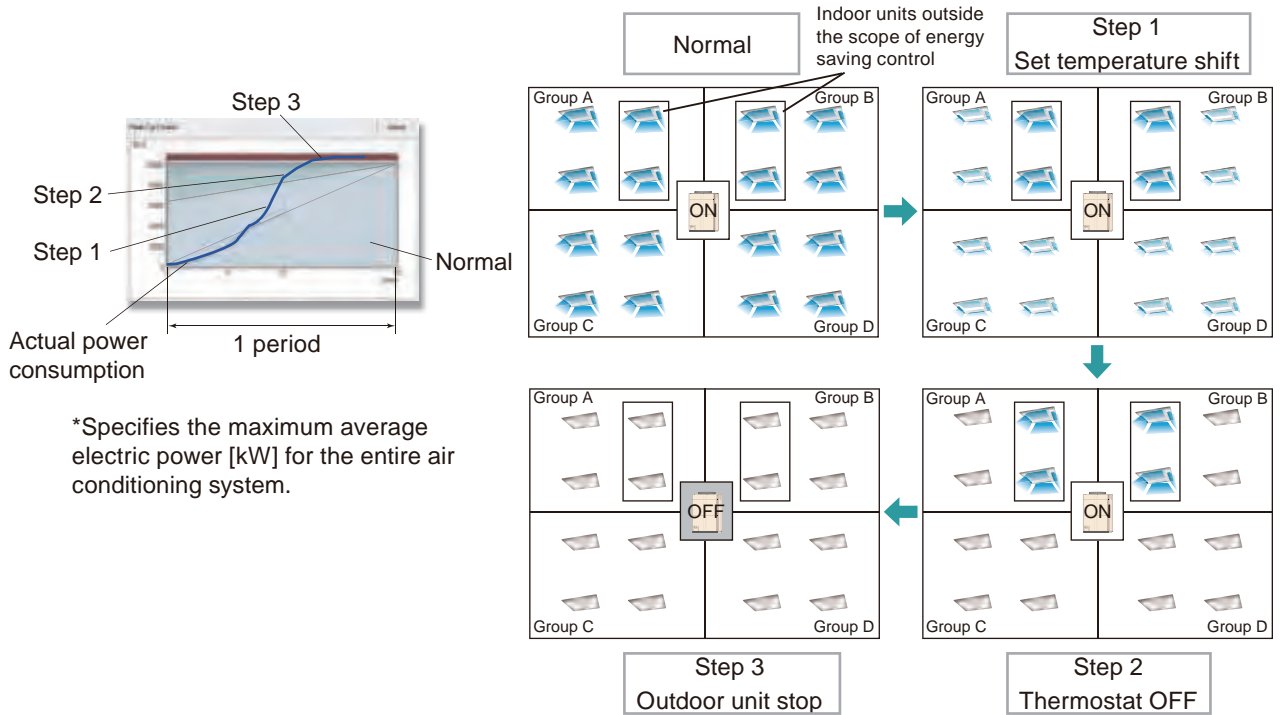 Step 3
Step 2
Step 1
Normal
Actual power
consumption
1 period
*Specifies the maximum average
electric power [kW] for the entire air
conditioning system.
Normal
Indoor units outside
the scope of energy
saving control
Group A
Group B
ON
Group C
Group D
Step 1
Set temperature shift
Group A
Group B
ON
Group C
Group D
Group A
Group B
OFF
Group C
Group D
Step 3
Outdoor unit stop
Group A
Group B
ON
Group C
Group D
Step 2
Thermostat OFF